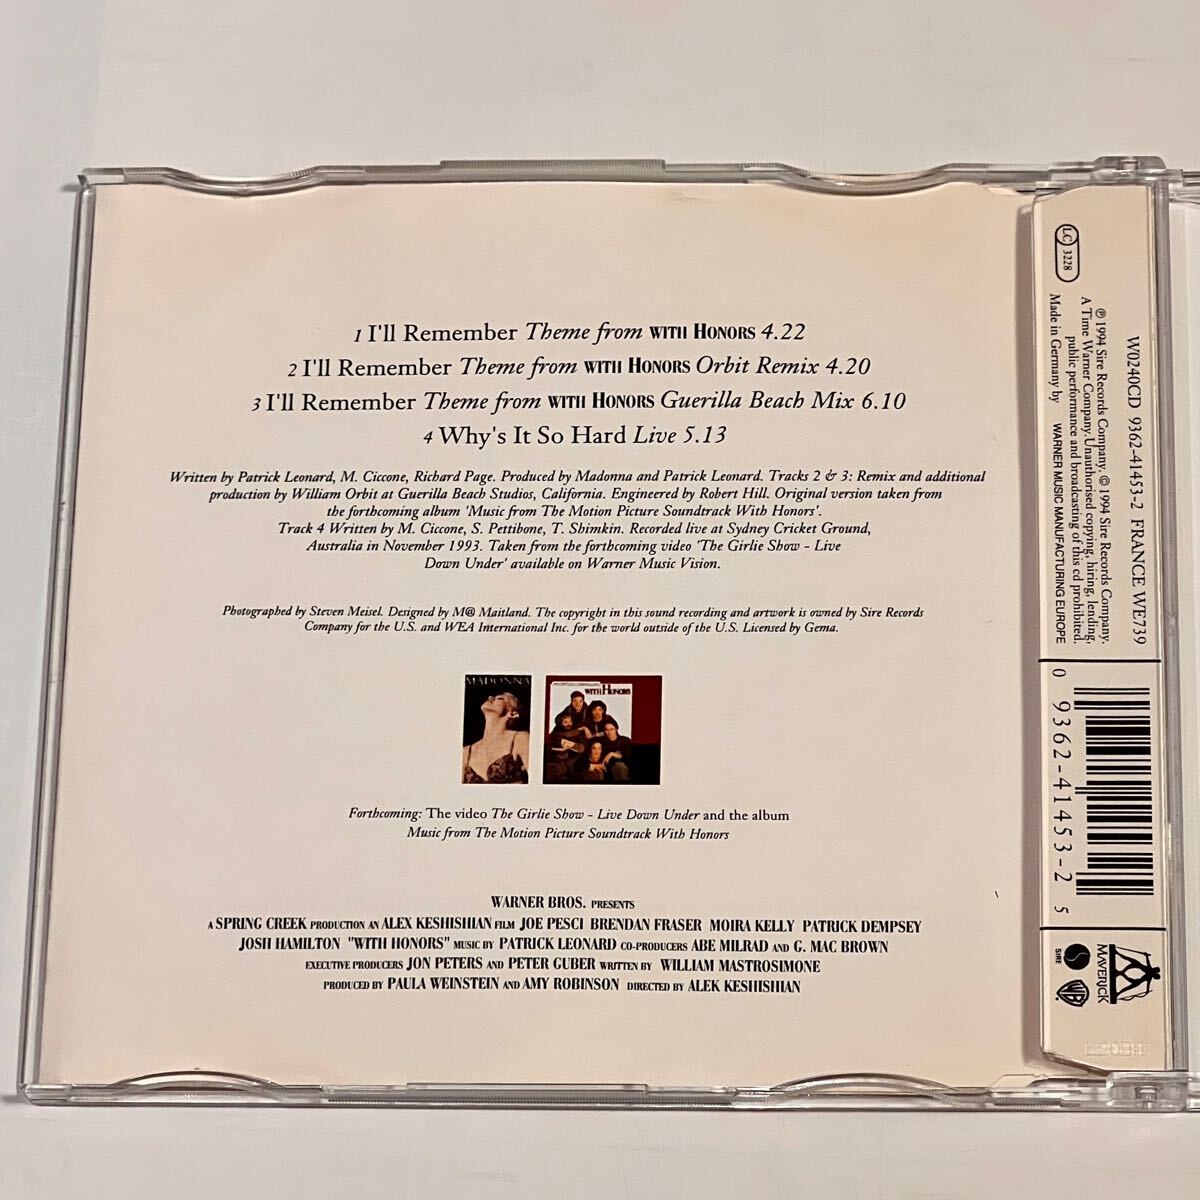 1 I'll Remember Theme from WITH HONORS 4.22
2 I'll Remember Theme from WITH HONORS Orbit Remix 4.20
3 I'll Remember Theme from WITH HONORS Guerilla Beach Mix 6.10
4 Why's It So Hard Live 5.13
Written by Patrick Leonard, M. Ciccone, Richard Page. Produced by Madonna and Patrick Leonard. Tracks 2 & 3: Remix and additional
production by William Orbit at Guerilla Beach Studios, California. Engineered by Robert Hill. Original version taken from
the forthcoming album 'Music from The Motion Picture Soundtrack With Honors'.
Track 4 Written by M. Ciccone, S. Pettibone, T. Shimkin. Recorded live at Sydney Cricket Ground,
Australia in November 1993. Taken from the forthcoming video 'The Girlie Show - Live
Down Under' available on Warner Music Vision.
Photographed by Steven Meisel. Designed by M@ Maitland. The copyright in this sound recording and artwork is owned by Sire Records
Company for the U.S. and WEA International Inc. for the world outside of the U.S. Licensed by Gema.
MADONNA
WITH HONORS
Forthcoming: The video The Girlie Show - Live Down Under and the album
Music from The Motion Picture Soundtrack With Honors
WARNER BROS. PRESENTS
A SPRING CREEK PRODUCTION AN ALEX KESHISHIAN FILM JOE PESCI BRENDAN FRASER MOIRA KELLY PATRICK DEMPSEY
JOSH HAMILTON "WITH HONORS" MUSIC BY PATRICK LEONARD CO-PRODUCERS ABE MILRAD AND G. MAC BROWN
EXECUTIVE PRODUCERS JON PETERS AND PETER GUBER WRITTEN BY WILLIAM MASTROSIMONE
PRODUCED BY PAULA WEINSTEIN AND AMY ROBINSON DIRECTED BY ALEK KESHISHIAN
LC 3228
W0240CD 9362-41453-2 FRANCE WE739
℗ 1994 Sire Records Company. © 1994 Sire Records Company.
A Time Warner Company. Unauthorised copying, hiring, lending,
public performance and broadcasting of this cd prohibited.
Made in Germany by WARNER MUSIC MANUFACTURING EUROPE
0 9362-41453-2 5
MAVERICK
SIRE
WB